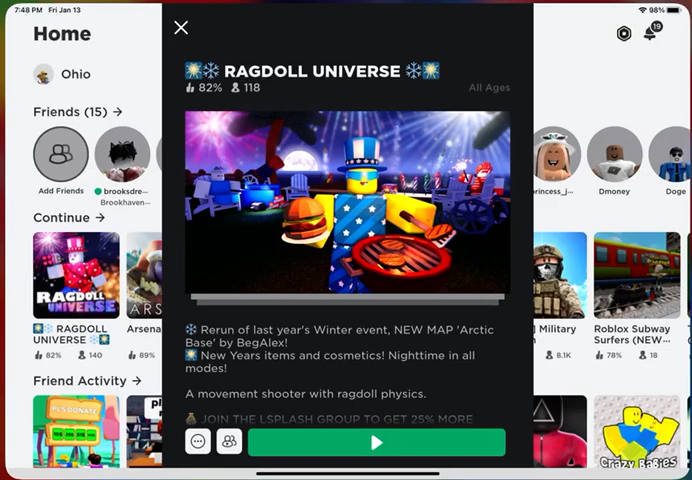 7:48 PM Fri Jan 13
98%
Home
19
Ohio
Friends (15) →
Add Friends
brooksdre...
Brookhaven...
princess_j...
Dmoney
Doge
Continue →
RAGDOLL UNIVERSE
RAGDOLL
UNIVERSE
82% 140
Arsena
89%
] Military
8.1K
Roblox Subway
Surfers (NEW...
78% 18
Friend Activity →
PLS DONATE
CRAZY BaBiES
RAGDOLL UNIVERSE
82% 118
All Ages
Rerun of last year's Winter event, NEW MAP 'Arctic
Base' by BegAlex!
New Years items and cosmetics! Nighttime in all
modes!
A movement shooter with ragdoll physics.
JOIN THE LSPLASH GROUP TO GET 25% MORE